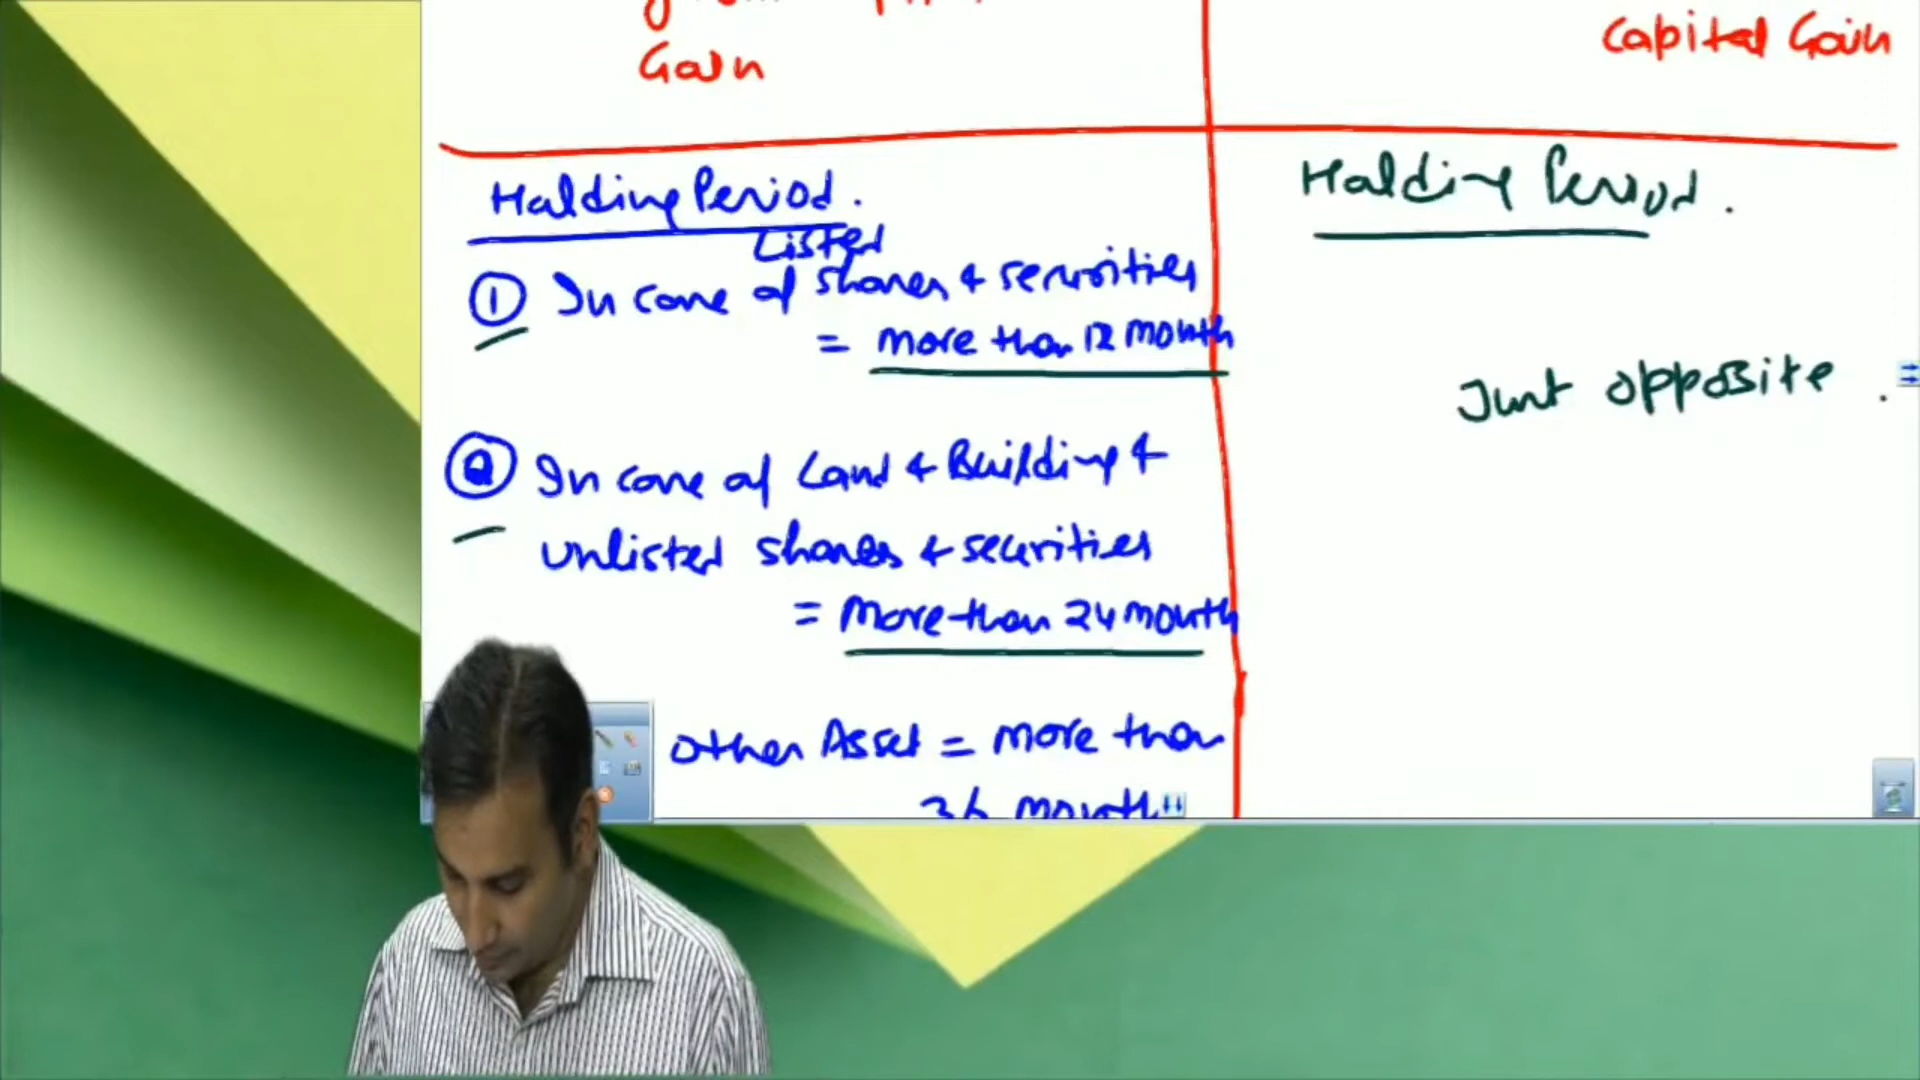 Gain
Capital Gain
Holding Period.
Listed
① In case of shares & securities
= more than 12 month
② In case of Land & Building &
unlisted shares & securities
= More than 24 month
other Asset = more than
36 month
Holding Period.
Just opposite.